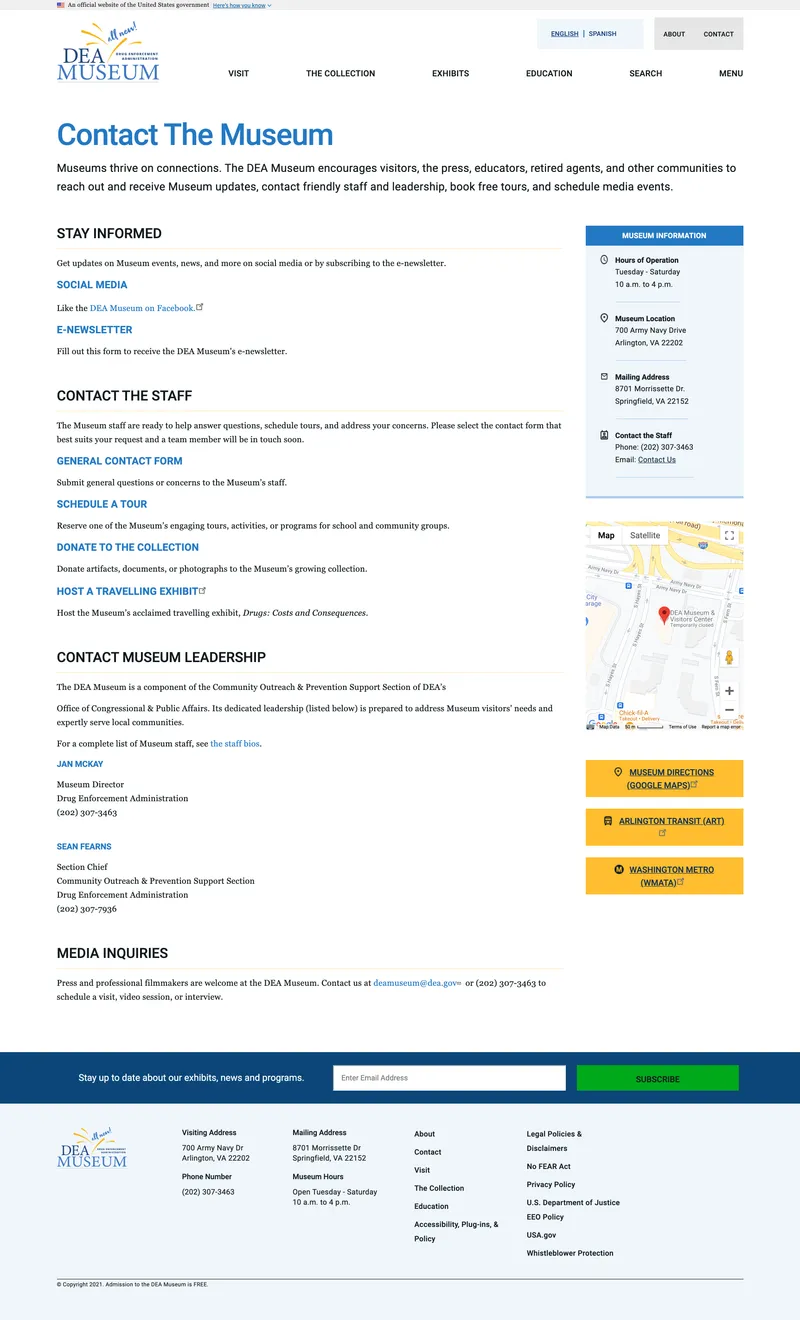 An official website of the United States government Here's how you know
all new!
DEA
DRUG ENFORCEMENT
ADMINISTRATION
MUSEUM
ENGLISH | SPANISH
ABOUT CONTACT
VISIT THE COLLECTION EXHIBITS EDUCATION SEARCH MENU
Contact The Museum
Museums thrive on connections. The DEA Museum encourages visitors, the press, educators, retired agents, and other communities to
reach out and receive Museum updates, contact friendly staff and leadership, book free tours, and schedule media events.
STAY INFORMED
Get updates on Museum events, news, and more on social media or by subscribing to the e-newsletter.
SOCIAL MEDIA
Like the DEA Museum on Facebook.
E-NEWSLETTER
Fill out this form to receive the DEA Museum's e-newsletter.
CONTACT THE STAFF
The Museum staff are ready to help answer questions, schedule tours, and address your concerns. Please select the contact form that
best suits your request and a team member will be in touch soon.
GENERAL CONTACT FORM
Submit general questions or concerns to the Museum's staff.
SCHEDULE A TOUR
Reserve one of the Museum's engaging tours, activities, or programs for school and community groups.
DONATE TO THE COLLECTION
Donate artifacts, documents, or photographs to the Museum's growing collection.
HOST A TRAVELLING EXHIBIT
Host the Museum's acclaimed travelling exhibit, Drugs: Costs and Consequences.
CONTACT MUSEUM LEADERSHIP
The DEA Museum is a component of the Community Outreach & Prevention Support Section of DEA's
Office of Congressional & Public Affairs. Its dedicated leadership (listed below) is prepared to address Museum visitors' needs and
expertly serve local communities.
For a complete list of Museum staff, see the staff bios.
JAN MCKAY
Museum Director
Drug Enforcement Administration
(202) 307-3463
SEAN FEARNS
Section Chief
Community Outreach & Prevention Support Section
Drug Enforcement Administration
(202) 307-7936
MEDIA INQUIRIES
Press and professional filmmakers are welcome at the DEA Museum. Contact us at deamuseum@dea.gov or (202) 307-3463 to
schedule a visit, video session, or interview.
MUSEUM INFORMATION
Hours of Operation
Tuesday - Saturday
10 a.m. to 4 p.m.
Museum Location
700 Army Navy Drive
Arlington, VA 22202
Mailing Address
8701 Morrissette Dr.
Springfield, VA 22152
Contact the Staff
Phone: (202) 307-3463
Email: Contact Us
Map Satellite
Army Navy Dr
Army Navy Dr
City
S Hayes St
S Hayes St
S Fern St
DEA Museum &
Visitors Center
Temporarily closed
Chick-fil-A
Takeout • Delivery
Takeout • Delivery
Google
Map Data 50 m Terms of Use Report a map error
MUSEUM DIRECTIONS
(GOOGLE MAPS)
ARLINGTON TRANSIT (ART)
WASHINGTON METRO
(WMATA)
Stay up to date about our exhibits, news and programs.
Enter Email Address
SUBSCRIBE
all new!
DEA
DRUG ENFORCEMENT
ADMINISTRATION
MUSEUM
Visiting Address
700 Army Navy Dr
Arlington, VA 22202
Phone Number
(202) 307-3463
Mailing Address
8701 Morrissette Dr
Springfield, VA 22152
Museum Hours
Open Tuesday - Saturday
10 a.m. to 4 p.m.
About
Contact
Visit
The Collection
Education
Accessibility, Plug-ins, &
Policy
Legal Policies &
Disclaimers
No FEAR Act
Privacy Policy
U.S. Department of Justice
EEO Policy
USA.gov
Whistleblower Protection
© Copyright 2021. Admission to the DEA Museum is FREE.